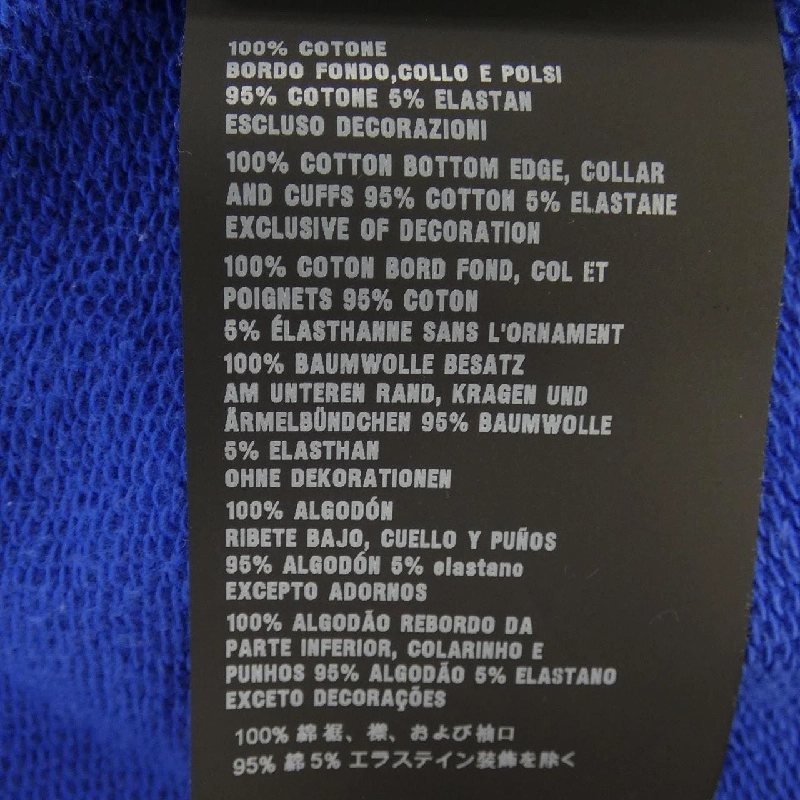 100% COTONE
BORDO FONDO,COLLO E POLSI
95% COTONE 5% ELASTAN
ESCLUSO DECORAZIONI
100% COTTON BOTTOM EDGE, COLLAR
AND CUFFS 95% COTTON 5% ELASTANE
EXCLUSIVE OF DECORATION
100% COTON BORD FOND, COL ET
POIGNETS 95% COTON
5% ÉLASTHANNE SANS L'ORNAMENT
100% BAUMWOLLE BESATZ
AM UNTEREN RAND, KRAGEN UND
ÄRMELBÜNDCHEN 95% BAUMWOLLE
5% ELASTHAN
OHNE DEKORATIONEN
100% ALGODÓN
RIBETE BAJO, CUELLO Y PUÑOS
95% ALGODÓN 5% elastano
EXCEPTO ADORNOS
100% ALGODÃO REBORDO DA
PARTE INFERIOR, COLARINHO E
PUNHOS 95% ALGODÃO 5% ELASTANO
EXCETO DECORAÇÕES
100% 綿 裾、襟、および袖口
95% 綿 5% エラステイン装飾を除く